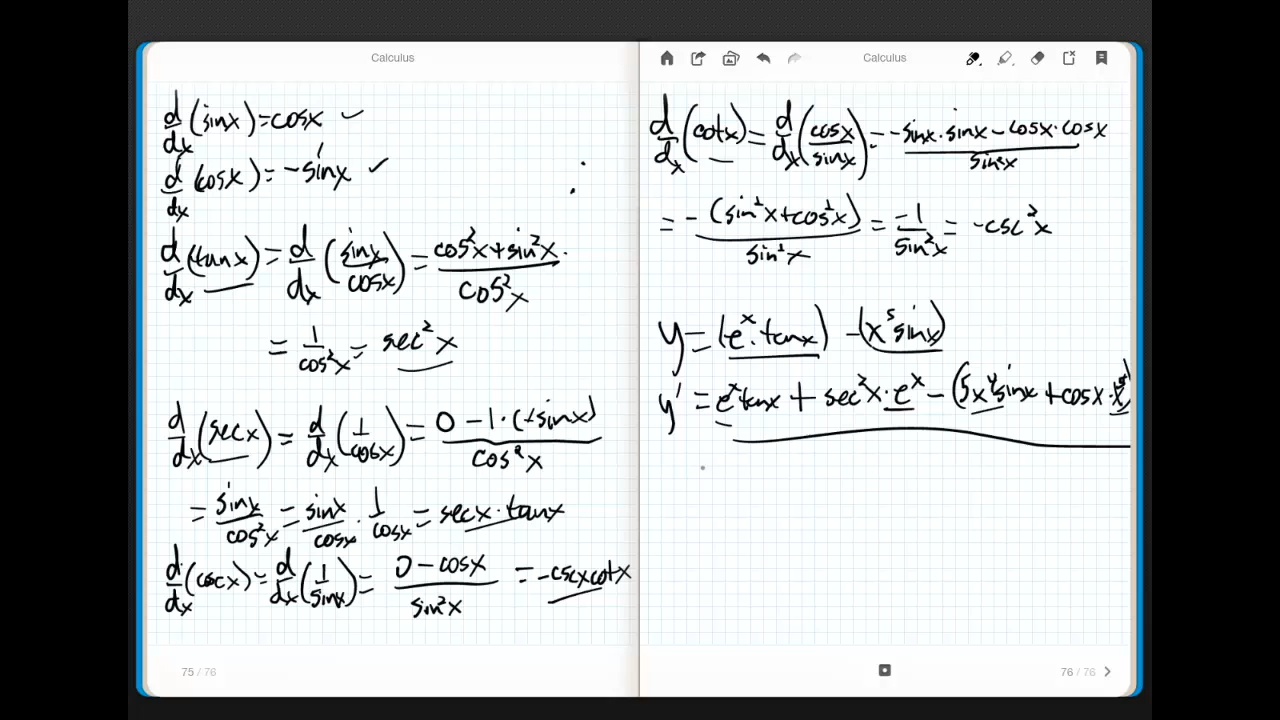 Calculus
d/dx (sinx) = cosx ✓
d/dx (cosx) = -sinx ✓
d/dx (tanx) = d/dx (sinx/cosx) = (cos²x + sin²x)/cos²x
= 1/cos²x = sec²x
d/dx (secx) = d/dx (1/cosx) = (0 - 1·(+sinx))/cos²x
= sinx/cos²x = sinx/cosx · 1/cosx = secx·tanx
d/dx (cscx) = d/dx (1/sinx) = (0 - cosx)/sin²x = -cscxcotx
75 / 76
Calculus
d/dx (cotx) = d/dx (cosx/sinx) = (-sinx·sinx - cosx·cosx)/sin²x
= -(sin²x + cos²x)/sin²x = -1/sin²x = -csc²x
y = (e^x·tanx) - (x⁵sinx)
y' = e^x tanx + sec²x·e^x - (5x⁴sinx + cosx·x⁵)
76 / 76